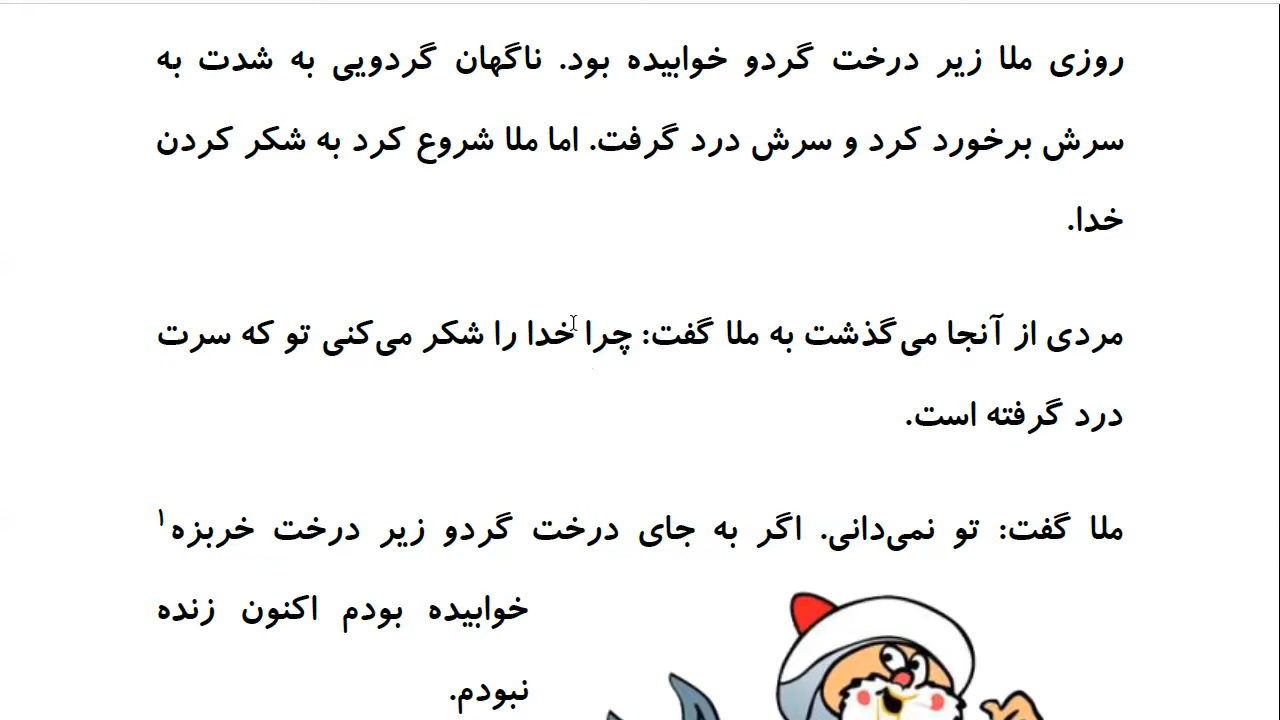 روزی ملا زیر درخت گردو خوابیده بود. ناگهان گردویی به شدت به
سرش برخورد کرد و سرش درد گرفت. اما ملا شروع کرد به شکر کردن
خدا.
مردی از آنجا می‌گذشت به ملا گفت: چرا خدا را شکر می‌کنی تو که سرت
درد گرفته است.
ملا گفت: تو نمی‌دانی. اگر به جای درخت گردو زیر درخت خربزه۱
خوابیده بودم اکنون زنده
نبودم.